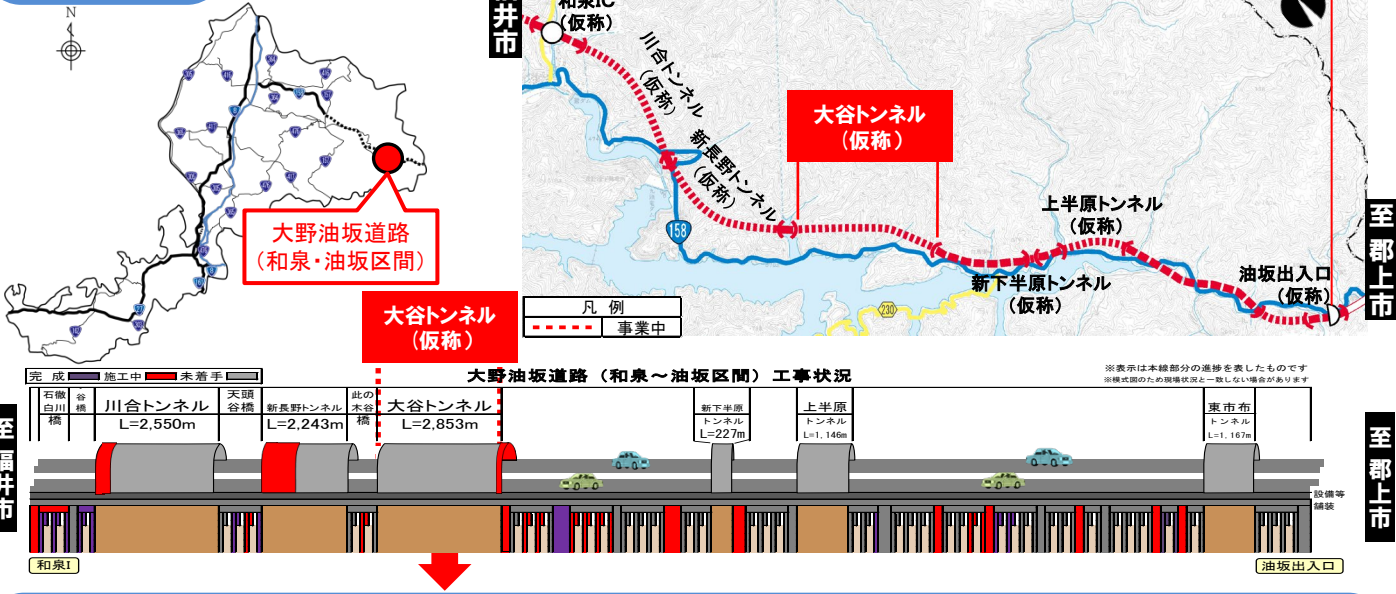 N
大野油坂道路
（和泉・油坂区間）
井市
和泉IC
（仮称）
川合トンネル
（仮称）
新長野トンネル
（仮称）
大谷トンネル
（仮称）
158
上半原トンネル
（仮称）
新下半原トンネル
（仮称）
230
油坂出入口
（仮称）
至 郡上市
凡 例
事業中
大谷トンネル
（仮称）
完 成
施工中
未着手
大野油坂道路（和泉～油坂区間）工事状況
※表示は本線部分の進捗を表したものです
※模式図のため現場状況と一致しない場合があります
石徹白川橋
谷橋
川合トンネル
L=2,550m
天頭谷橋
新長野トンネル
L=2,243m
此の木谷橋
大谷トンネル
L=2,853m
新下半原
トンネル
L=227m
上半原
トンネル
L=1,146m
東市布
トンネル
L=1,167m
至 福井市
至 郡上市
設備等
舗装
和泉I
油坂出入口